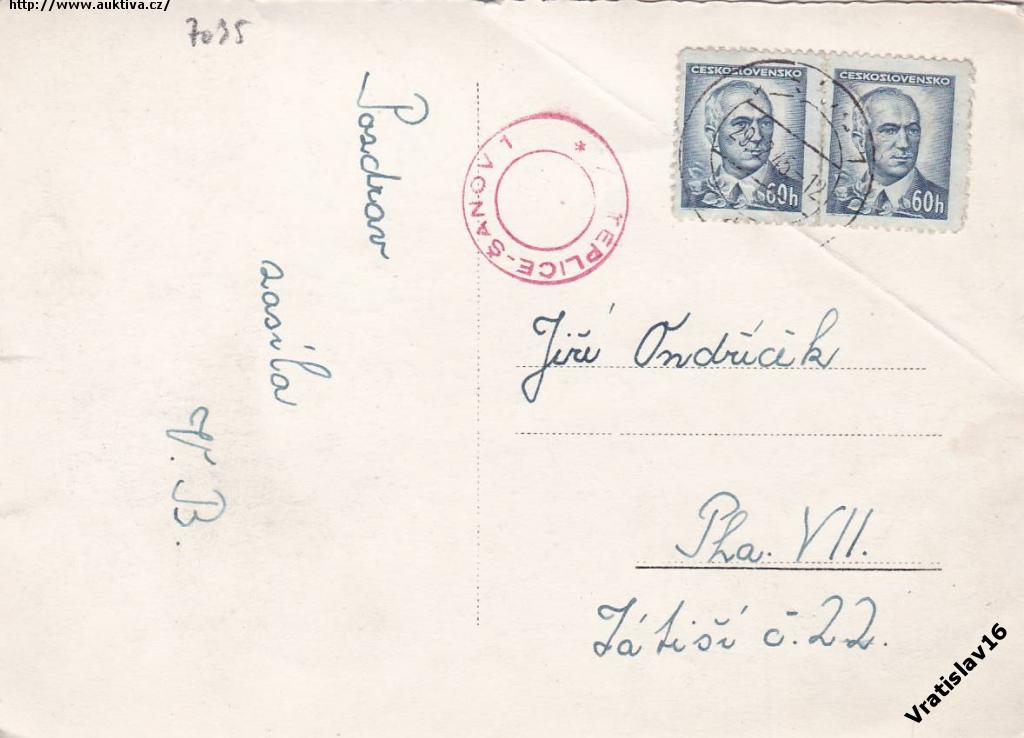 http://www.auktiva.cz/
7035
Pozdrav
zasílá
V. B.
ČESKOSLOVENSKO
60h
ČESKOSLOVENSKO
60h
TEPLICE-ŠANOV 1
Jiří Ondříček
Pha. VII.
Zátiší č. 22.
Vratislav16